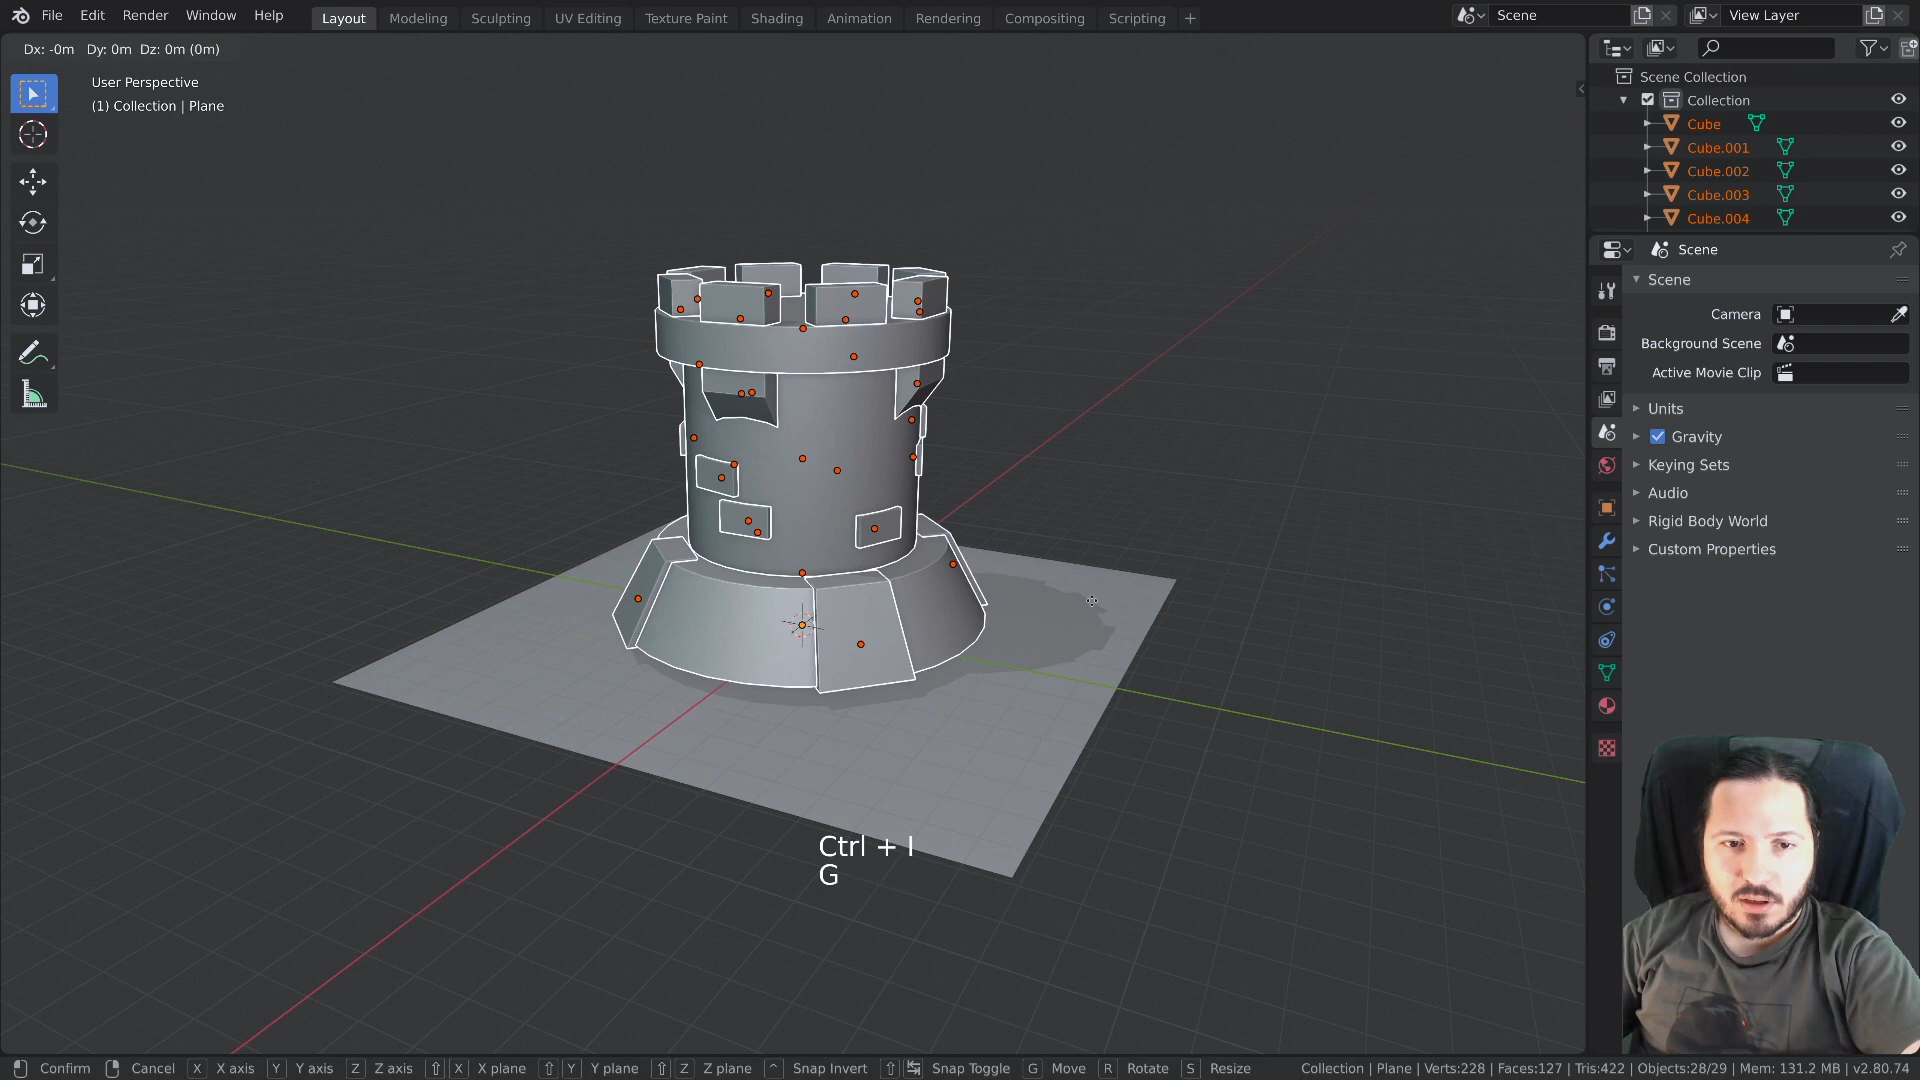 File Edit Render Window Help Layout Modeling Sculpting UV Editing Texture Paint Shading Animation Rendering Compositing Scripting + Scene View Layer
Dx: -0m Dy: 0m Dz: 0m (0m)
User Perspective
(1) Collection | Plane
Scene Collection
Collection
Cube
Cube.001
Cube.002
Cube.003
Cube.004
Scene
Scene
Camera
Background Scene
Active Movie Clip
Units
Gravity
Keying Sets
Audio
Rigid Body World
Custom Properties
Ctrl + I
G
Confirm Cancel X X axis Y Y axis Z Z axis X X plane Y Y plane Z Z plane ^ Snap Invert Snap Toggle G Move R Rotate S Resize Collection | Plane | Verts:228 | Faces:127 | Tris:422 | Objects:28/29 | Mem: 131.2 MB | v2.80.74